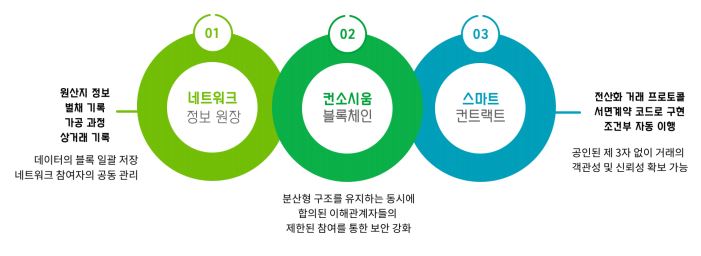 01
네트워크
정보 원장
원산지 정보
벌채 기록
가공 과정
상거래 기록
데이터의 블록 일괄 저장
네트워크 참여자의 공동 관리
02
컨소시움
블록체인
분산형 구조를 유지하는 동시에
합의된 이해관계자들의
제한된 참여를 통한 보안 강화
03
스마트
컨트랙트
전산화 거래 프로토콜
서면계약 코드로 구현
조건부 자동 이행
공인된 제 3자 없이 거래의
객관성 및 신뢰성 확보 가능